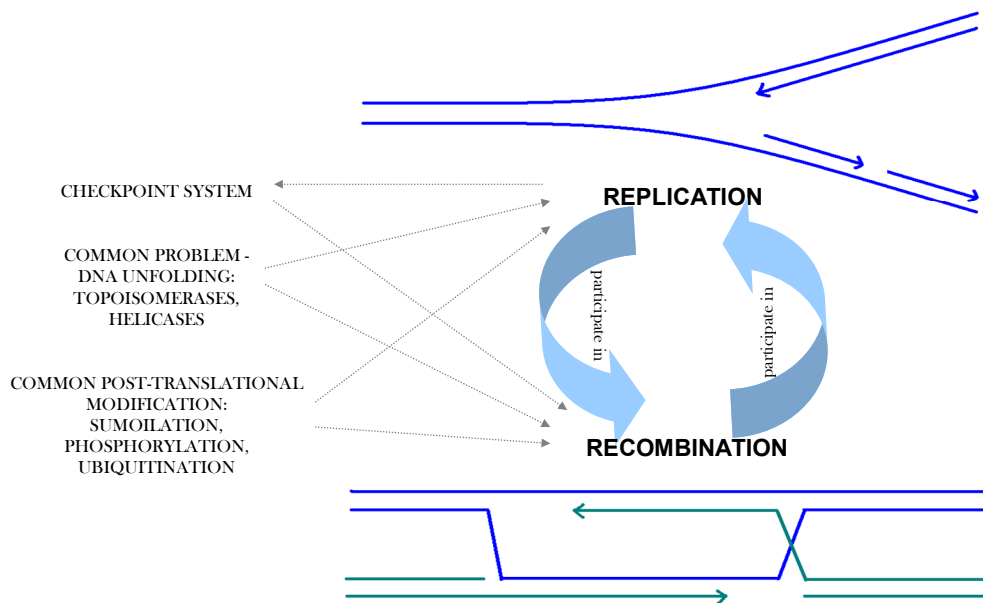 REPLICATION
CHECKPOINT SYSTEM
COMMON PROBLEM -
DNA UNFOLDING:
TOPOISOMERASES,
HELICASES
participate in
participate in
COMMON POST-TRANSLATIONAL
MODIFICATION:
SUMOILATION,
PHOSPHORYLATION,
UBIQUITINATION
RECOMBINATION